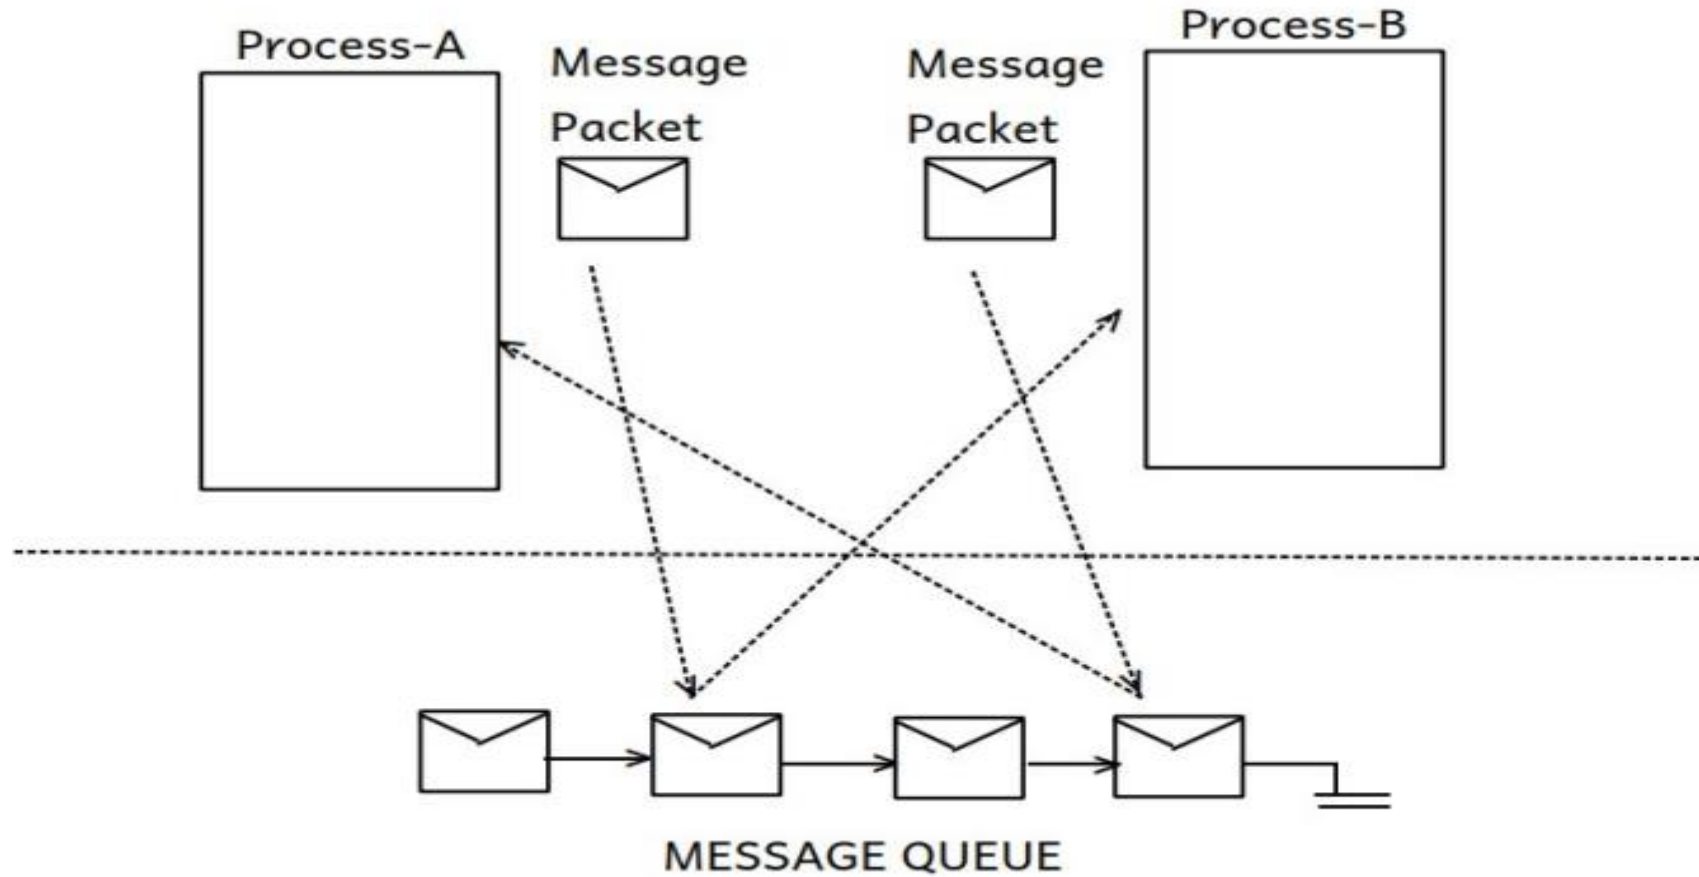 Process-A
Message
Packet
Message
Packet
Process-B
MESSAGE QUEUE